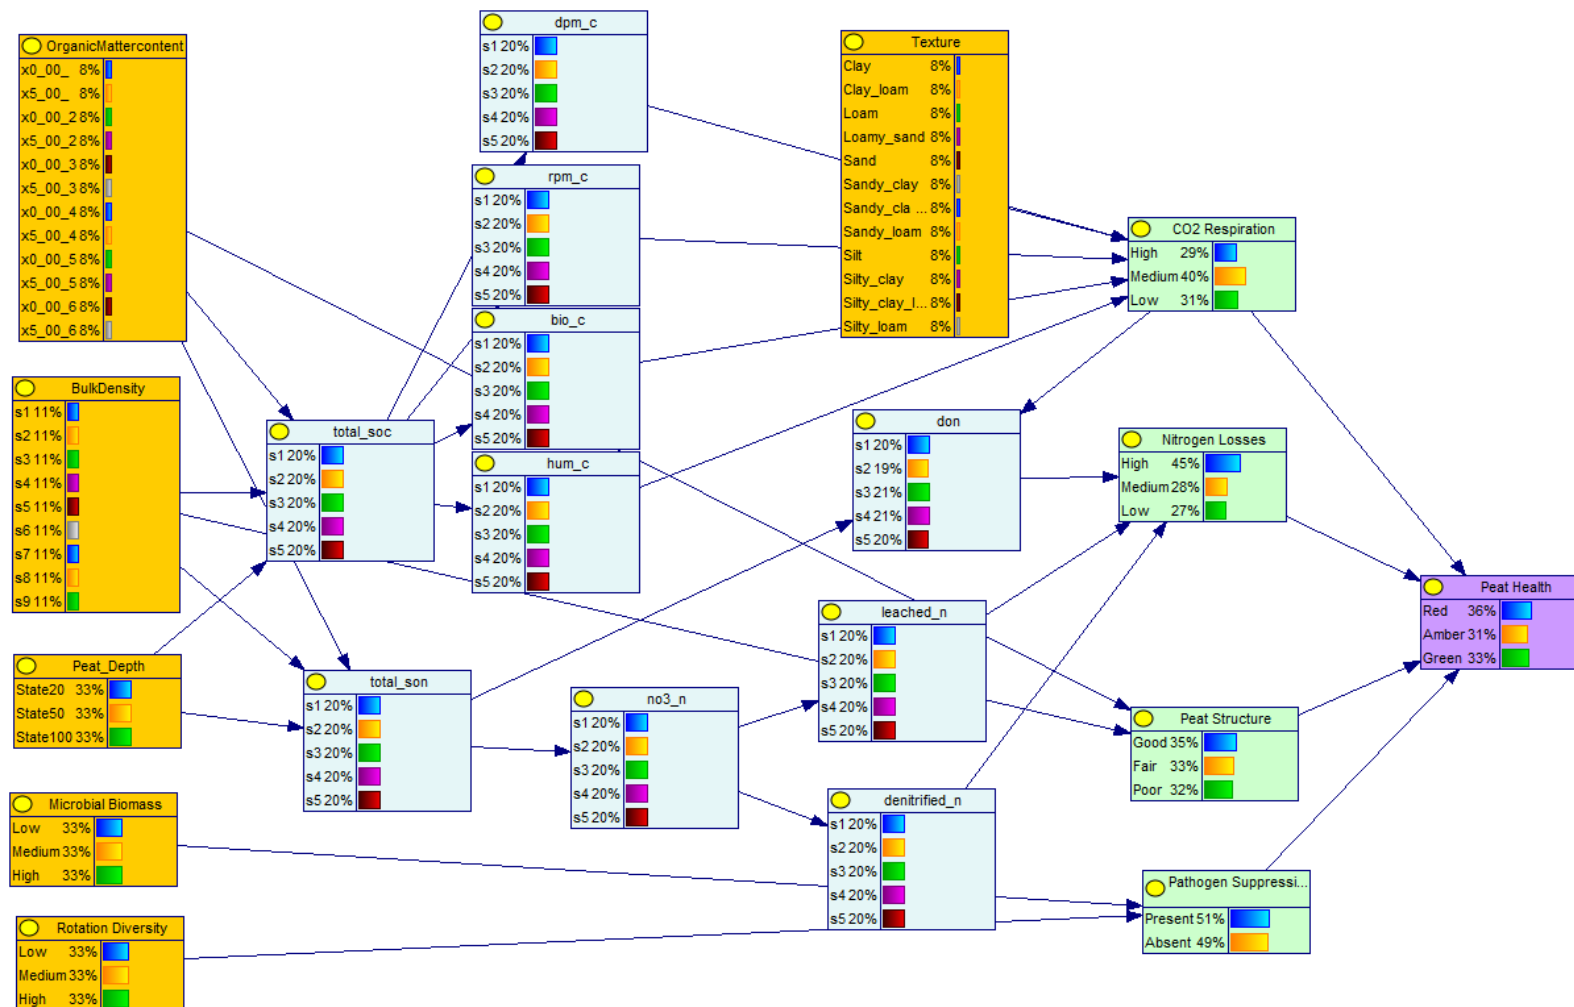 OrganicMattercontent
x0_00_ 8%
x5_00_ 8%
x0_00_2 8%
x5_00_2 8%
x0_00_3 8%
x5_00_3 8%
x0_00_4 8%
x5_00_4 8%
x0_00_5 8%
x5_00_5 8%
x0_00_6 8%
x5_00_6 8%
BulkDensity
s1 11%
s2 11%
s3 11%
s4 11%
s5 11%
s6 11%
s7 11%
s8 11%
s9 11%
Peat_Depth
State20 33%
State50 33%
State100 33%
Microbial Biomass
Low 33%
Medium 33%
High 33%
Rotation Diversity
Low 33%
Medium 33%
High 33%
total_soc
s1 20%
s2 20%
s3 20%
s4 20%
s5 20%
total_son
s1 20%
s2 20%
s3 20%
s4 20%
s5 20%
dpm_c
s1 20%
s2 20%
s3 20%
s4 20%
s5 20%
rpm_c
s1 20%
s2 20%
s3 20%
s4 20%
s5 20%
bio_c
s1 20%
s2 20%
s3 20%
s4 20%
s5 20%
hum_c
s1 20%
s2 20%
s3 20%
s4 20%
s5 20%
no3_n
s1 20%
s2 20%
s3 20%
s4 20%
s5 20%
Texture
Clay 8%
Clay_loam 8%
Loam 8%
Loamy_sand 8%
Sand 8%
Sandy_clay 8%
Sandy_cla ... 8%
Sandy_loam 8%
Silt 8%
Silty_clay 8%
Silty_clay_l... 8%
Silty_loam 8%
don
s1 20%
s2 19%
s3 21%
s4 21%
s5 20%
leached_n
s1 20%
s2 20%
s3 20%
s4 20%
s5 20%
denitrified_n
s1 20%
s2 20%
s3 20%
s4 20%
s5 20%
CO2 Respiration
High 29%
Medium 40%
Low 31%
Nitrogen Losses
High 45%
Medium 28%
Low 27%
Peat Structure
Good 35%
Fair 33%
Poor 32%
Pathogen Suppressi...
Present 51%
Absent 49%
Peat Health
Red 36%
Amber 31%
Green 33%